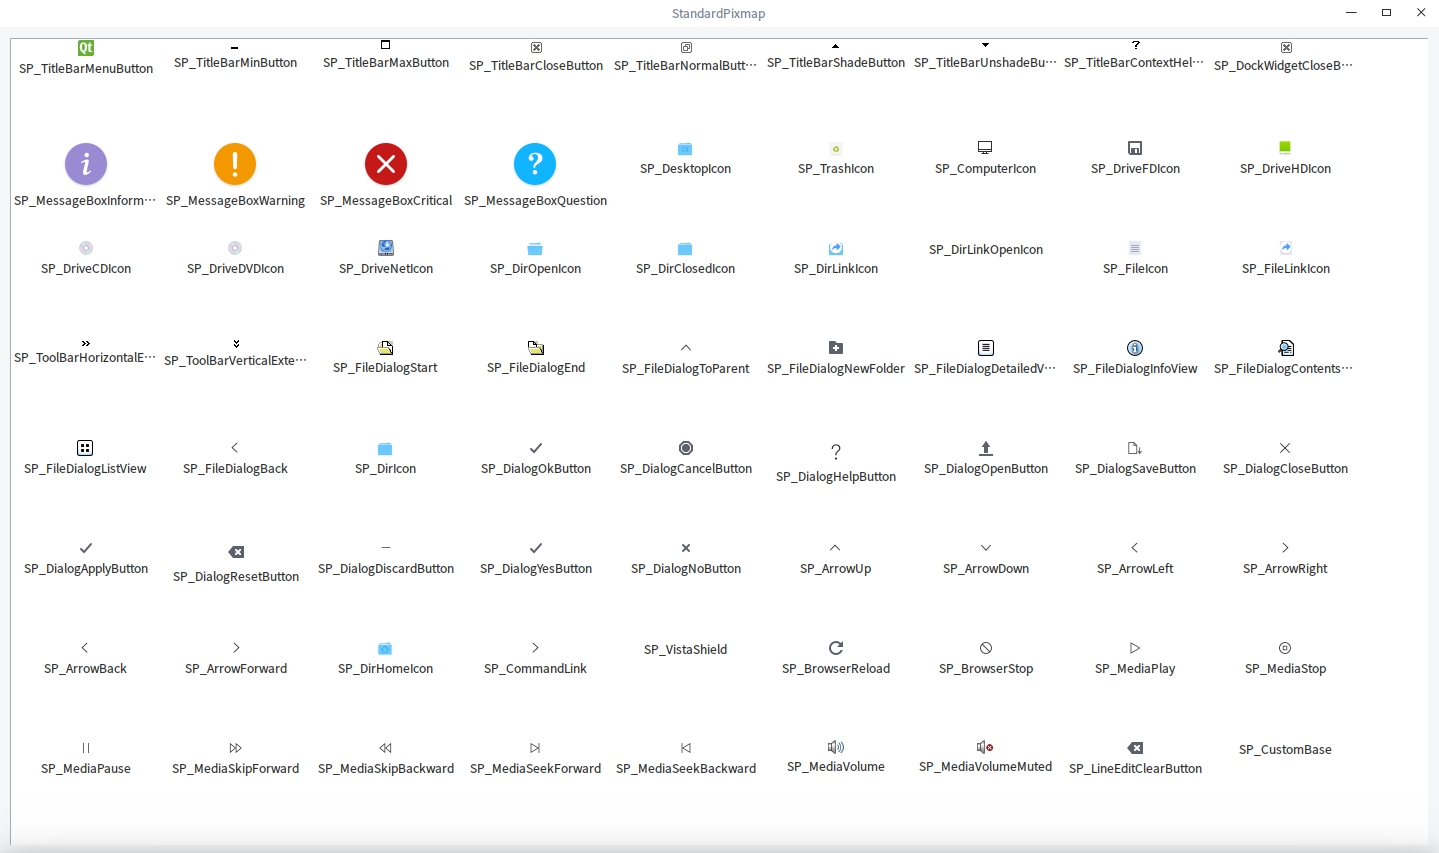 StandardPixmap
Qt
SP_TitleBarMenuButton SP_TitleBarMinButton SP_TitleBarMaxButton SP_TitleBarCloseButton SP_TitleBarNormalButt⋯ SP_TitleBarShadeButton SP_TitleBarUnshadeBu⋯ SP_TitleBarContextHel⋯ SP_DockWidgetCloseB⋯
SP_MessageBoxInform⋯ SP_MessageBoxWarning SP_MessageBoxCritical SP_MessageBoxQuestion SP_DesktopIcon SP_TrashIcon SP_ComputerIcon SP_DriveFDIcon SP_DriveHDIcon
SP_DriveCDIcon SP_DriveDVDIcon SP_DriveNetIcon SP_DirOpenIcon SP_DirClosedIcon SP_DirLinkIcon SP_DirLinkOpenIcon SP_FileIcon SP_FileLinkIcon
SP_ToolBarHorizontalE⋯ SP_ToolBarVerticalExte⋯ SP_FileDialogStart SP_FileDialogEnd SP_FileDialogToParent SP_FileDialogNewFolder SP_FileDialogDetailedV⋯ SP_FileDialogInfoView SP_FileDialogContents⋯
SP_FileDialogListView SP_FileDialogBack SP_DirIcon SP_DialogOkButton SP_DialogCancelButton SP_DialogHelpButton SP_DialogOpenButton SP_DialogSaveButton SP_DialogCloseButton
SP_DialogApplyButton SP_DialogResetButton SP_DialogDiscardButton SP_DialogYesButton SP_DialogNoButton SP_ArrowUp SP_ArrowDown SP_ArrowLeft SP_ArrowRight
SP_ArrowBack SP_ArrowForward SP_DirHomeIcon SP_CommandLink SP_VistaShield SP_BrowserReload SP_BrowserStop SP_MediaPlay SP_MediaStop
SP_MediaPause SP_MediaSkipForward SP_MediaSkipBackward SP_MediaSeekForward SP_MediaSeekBackward SP_MediaVolume SP_MediaVolumeMuted SP_LineEditClearButton SP_CustomBase